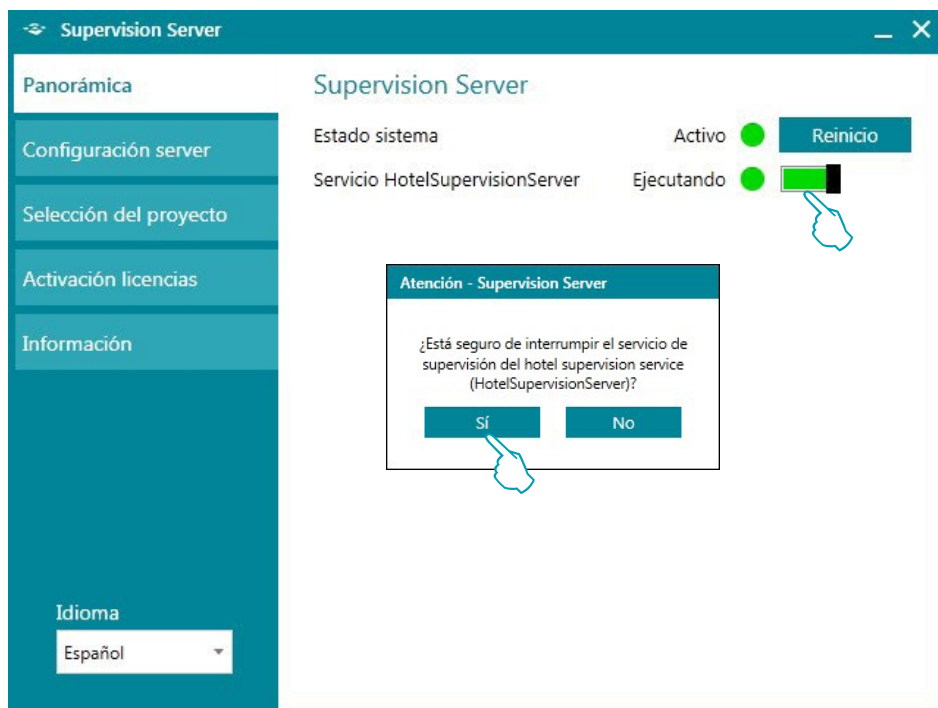 Supervision Server
Panorámica
Configuración server
Selección del proyecto
Activación licencias
Información
Idioma
Español
Supervision Server
Estado sistema Activo Reinicio
Servicio HotelSupervisionServer Ejecutando
Atención - Supervision Server
¿Está seguro de interrumpir el servicio de
supervisión del hotel supervision service
(HotelSupervisionServer)?
Sí No